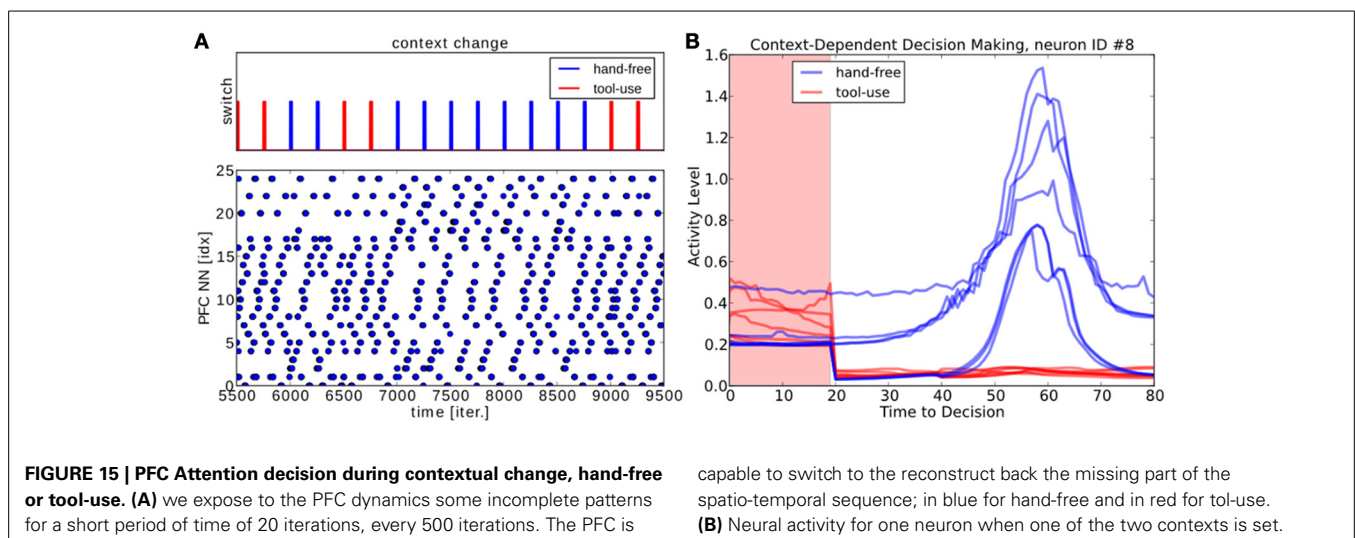 A
context change
switch
hand-free
tool-use
PFC NN [idx]
25
20
15
10
5
0
5500 6000 6500 7000 7500 8000 8500 9000 9500
time [iter.]
B
Context-Dependent Decision Making, neuron ID #8
hand-free
tool-use
Activity Level
1.6
1.4
1.2
1.0
0.8
0.6
0.4
0.2
0.0
0 10 20 30 40 50 60 70 80
Time to Decision
FIGURE 15 | PFC Attention decision during contextual change, hand-free
or tool-use. (A) we expose to the PFC dynamics some incomplete patterns
for a short period of time of 20 iterations, every 500 iterations. The PFC is
capable to switch to the reconstruct back the missing part of the
spatio-temporal sequence; in blue for hand-free and in red for tol-use.
(B) Neural activity for one neuron when one of the two contexts is set.